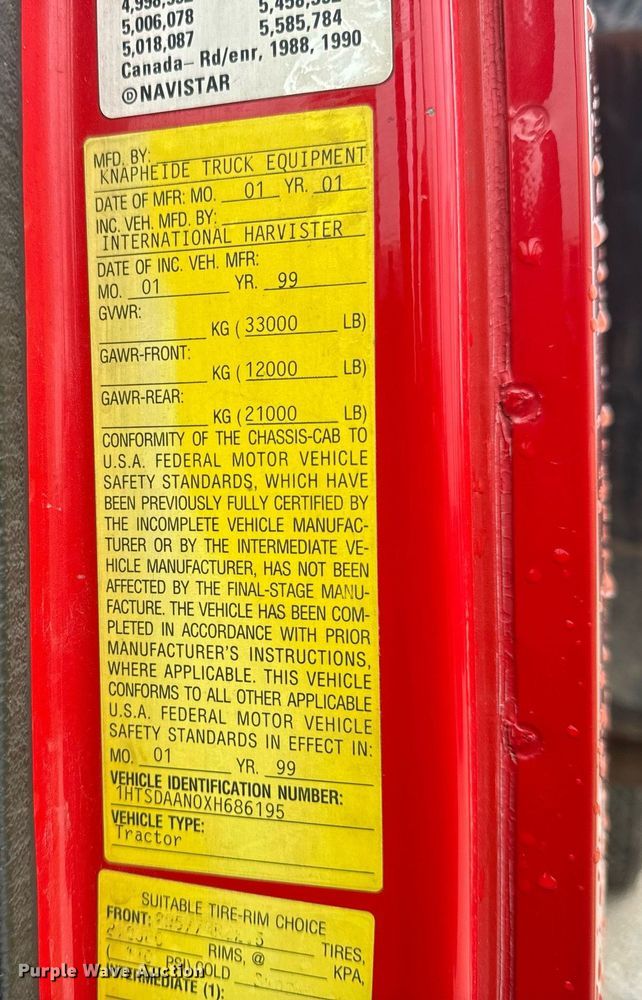 5,006,078
5,018,087 5,585,784
Canada— Rd/enr, 1988, 1990
ⒹNAVISTAR
MFD. BY:
KNAPHEIDE TRUCK EQUIPMENT
DATE OF MFR: MO. 01 YR. 01
INC. VEH. MFD. BY:
INTERNATIONAL HARVISTER
DATE OF INC. VEH. MFR:
MO. 01 YR. 99
GVWR:
KG ( 33000 LB)
GAWR-FRONT:
KG ( 12000 LB)
GAWR-REAR:
KG ( 21000 LB)
CONFORMITY OF THE CHASSIS-CAB TO
U.S.A. FEDERAL MOTOR VEHICLE
SAFETY STANDARDS, WHICH HAVE
BEEN PREVIOUSLY FULLY CERTIFIED BY
THE INCOMPLETE VEHICLE MANUFAC-
TURER OR BY THE INTERMEDIATE VE-
HICLE MANUFACTURER, HAS NOT BEEN
AFFECTED BY THE FINAL-STAGE MANU-
FACTURE. THE VEHICLE HAS BEEN COM-
PLETED IN ACCORDANCE WITH PRIOR
MANUFACTURER'S INSTRUCTIONS,
WHERE APPLICABLE. THIS VEHICLE
CONFORMS TO ALL OTHER APPLICABLE
U.S.A. FEDERAL MOTOR VEHICLE
SAFETY STANDARDS IN EFFECT IN:
MO. 01 YR. 99
VEHICLE IDENTIFICATION NUMBER:
1HTSDAAN0XH686195
VEHICLE TYPE:
Tractor
SUITABLE TIRE-RIM CHOICE
FRONT: TIRES,
RIMS, @ KPA,
( PSI) COLD
INTERMEDIATE (1):
Purple Wave Auction